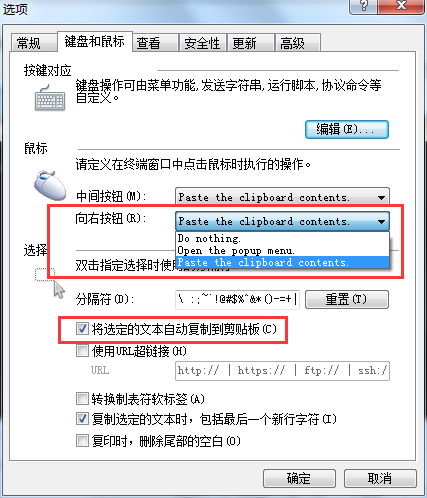 选项
常规 键盘和鼠标 查看 安全性 更新 高级
按键对应
键盘操作可由菜单功能,发送字符串,运行脚本,协议命令等
自定义。
编辑(E)...
鼠标
请定义在终端窗口中点击鼠标时执行的操作。
中间按钮(M): Paste the clipboard contents.
向右按钮(R): Paste the clipboard contents.
Do nothing.
Open the popup menu.
Paste the clipboard contents.
选择
双击指定选择时使用的分隔符
分隔符(D): \ :;~`!@#$%^&*()-=+| 重置(T)
将选定的文本自动复制到剪贴板(C)
使用URL超链接(H)
URL http:// | https:// | ftp:// | ssh:/
转换制表符软标签(A)
复制选定的文本时, 包括最后一个新行字符(I)
复印时, 删除尾部的空白(O)
确定 取消